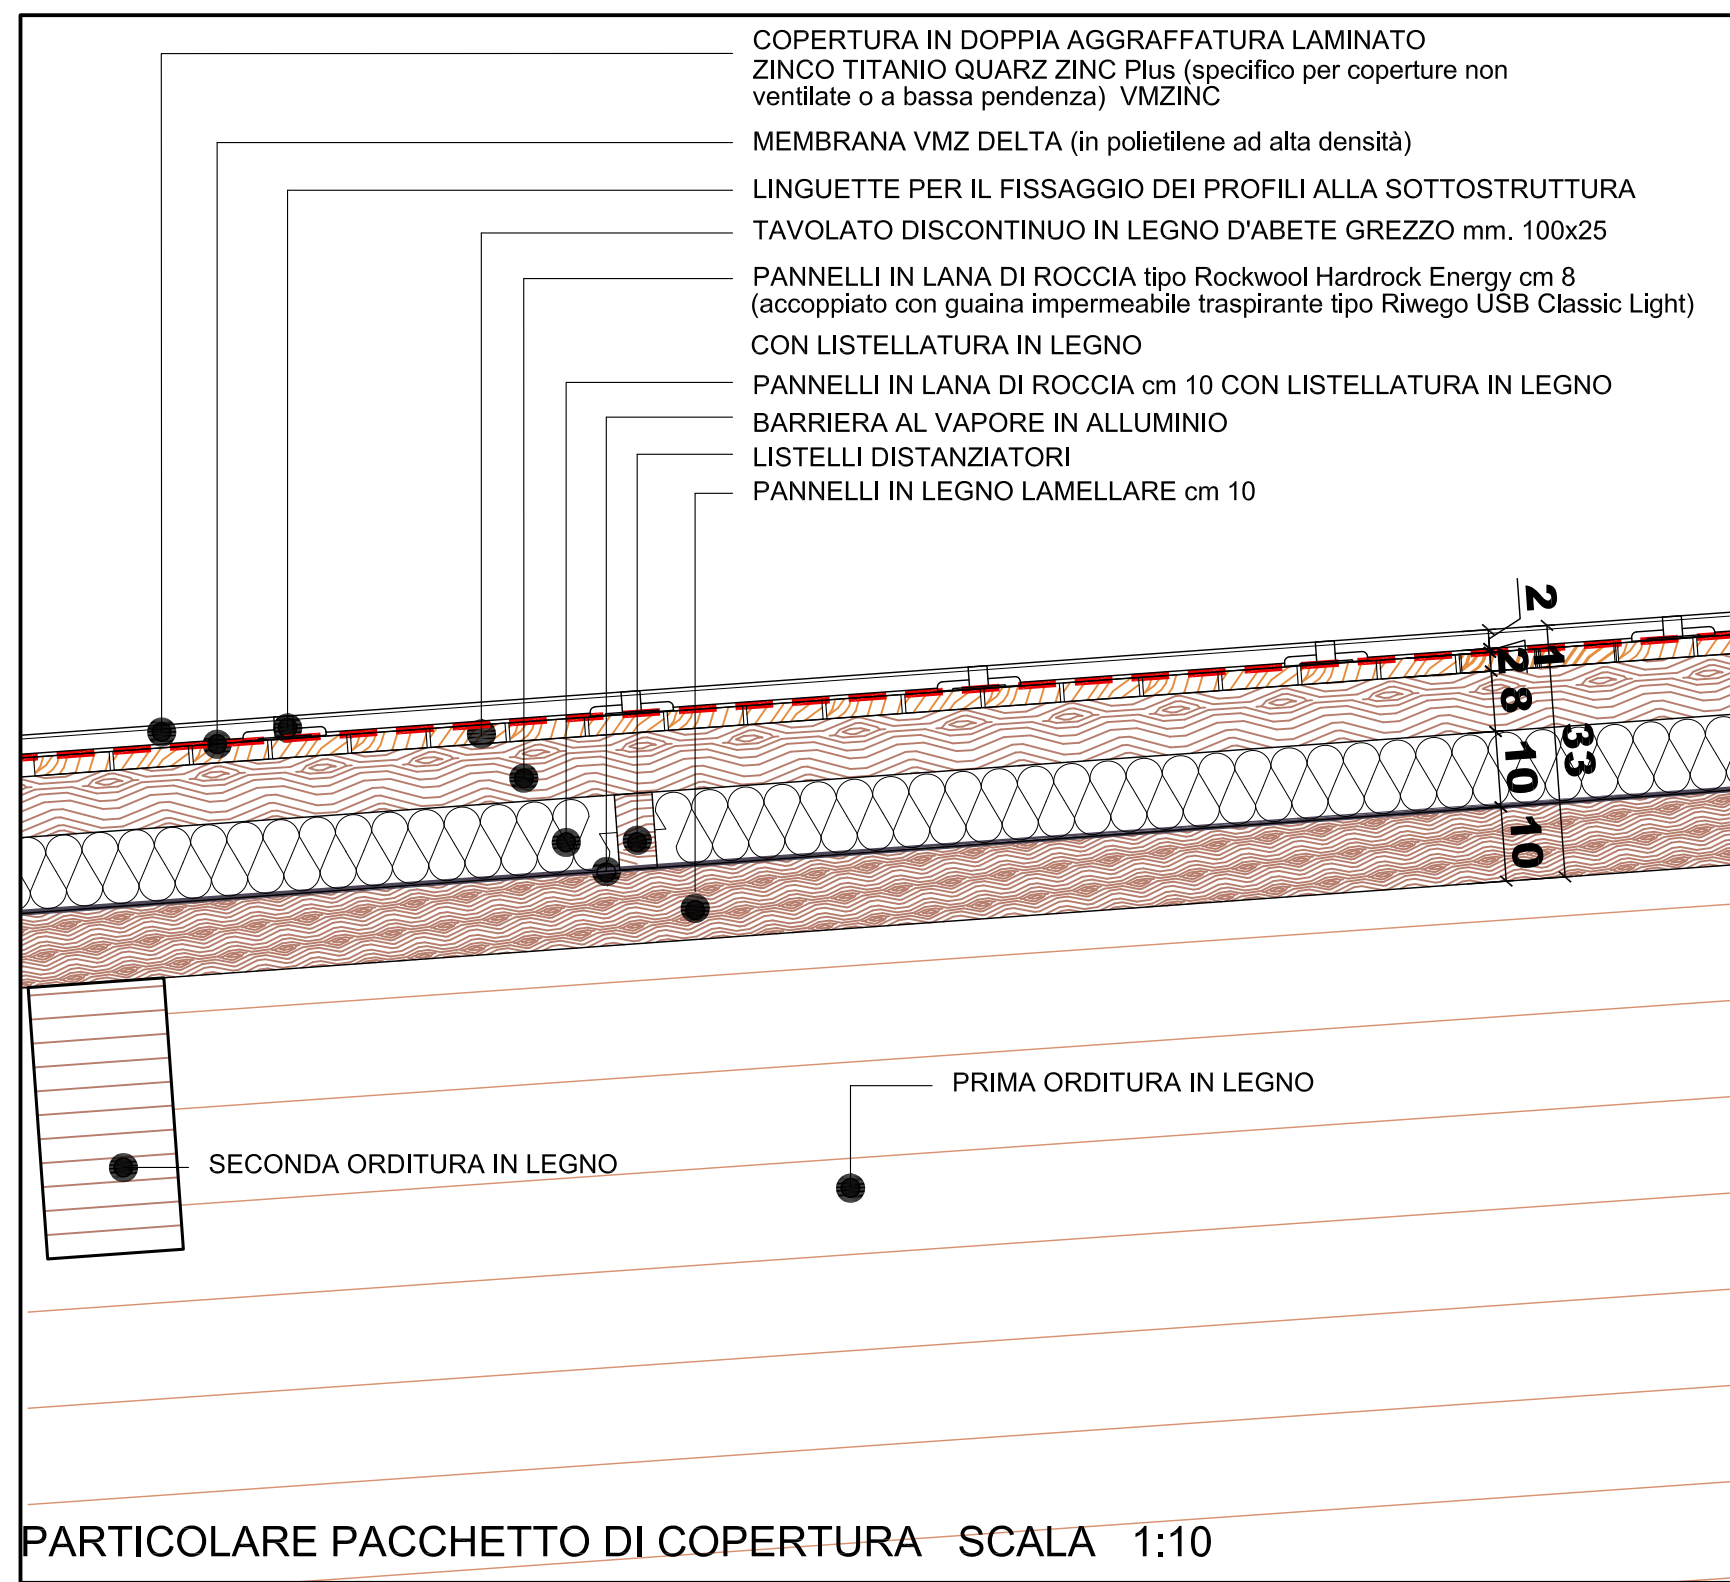 COPERTURA IN DOPPIA AGGRAFFATURA LAMINATO
ZINCO TITANIO QUARZ ZINC Plus (specifico per coperture non
ventilate o a bassa pendenza) VMZINC
MEMBRANA VMZ DELTA (in polietilene ad alta densità)
LINGUETTE PER IL FISSAGGIO DEI PROFILI ALLA SOTTOSTRUTTURA
TAVOLATO DISCONTINUO IN LEGNO D'ABETE GREZZO mm. 100x25
PANNELLI IN LANA DI ROCCIA tipo Rockwool Hardrock Energy cm 8
(accoppiato con guaina impermeabile traspirante tipo Riwego USB Classic Light)
CON LISTELLATURA IN LEGNO
PANNELLI IN LANA DI ROCCIA cm 10 CON LISTELLATURA IN LEGNO
BARRIERA AL VAPORE IN ALLUMINIO
LISTELLI DISTANZIATORI
PANNELLI IN LEGNO LAMELLARE cm 10
2
1
2
8
33
10
10
PRIMA ORDITURA IN LEGNO
SECONDA ORDITURA IN LEGNO
PARTICOLARE PACCHETTO DI COPERTURA SCALA 1:10